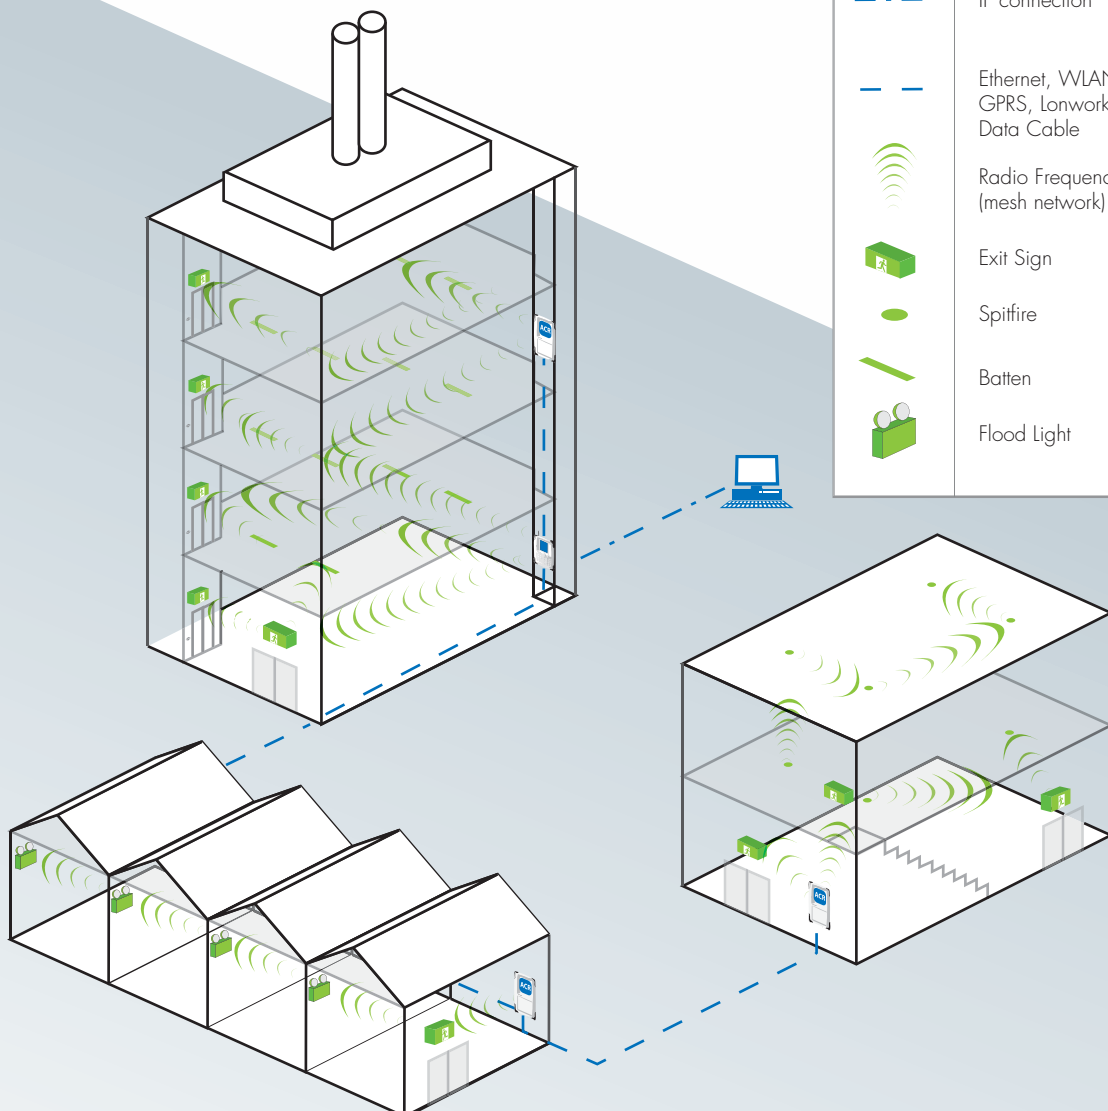 IP connection
Ethernet, WLAN
GPRS, Lonwork
Data Cable
Radio Frequenc
(mesh network)
Exit Sign
Spitfire
Batten
Flood Light
ACR
ACR
ACR